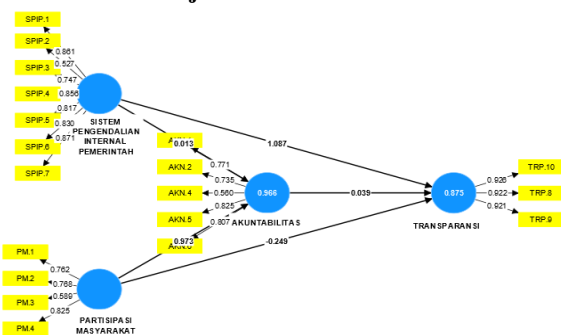 SPIP.1
SPIP.2
SPIP.3
SPIP.4
SPIP.5
SPIP.6
SPIP.7
0.861
0.527
0.747
0.856
0.817
0.830
0.871
SISTEM
PENGENDALIAN
INTERNAL
PEMERINTAH
0.013
1.087
AKN.2
AKN.4
AKN.5
0.771
0.735
0.560
0.825
0.807
0.966
AKUNTABILITAS
0.039
0.875
TRANSPARANSI
0.926
0.922
0.921
TRP.10
TRP.8
TRP.9
0.973
-0.249
PM.1
PM.2
PM.3
PM.4
0.762
0.768
0.589
0.825
PARTISIPASI
MASYARAKAT